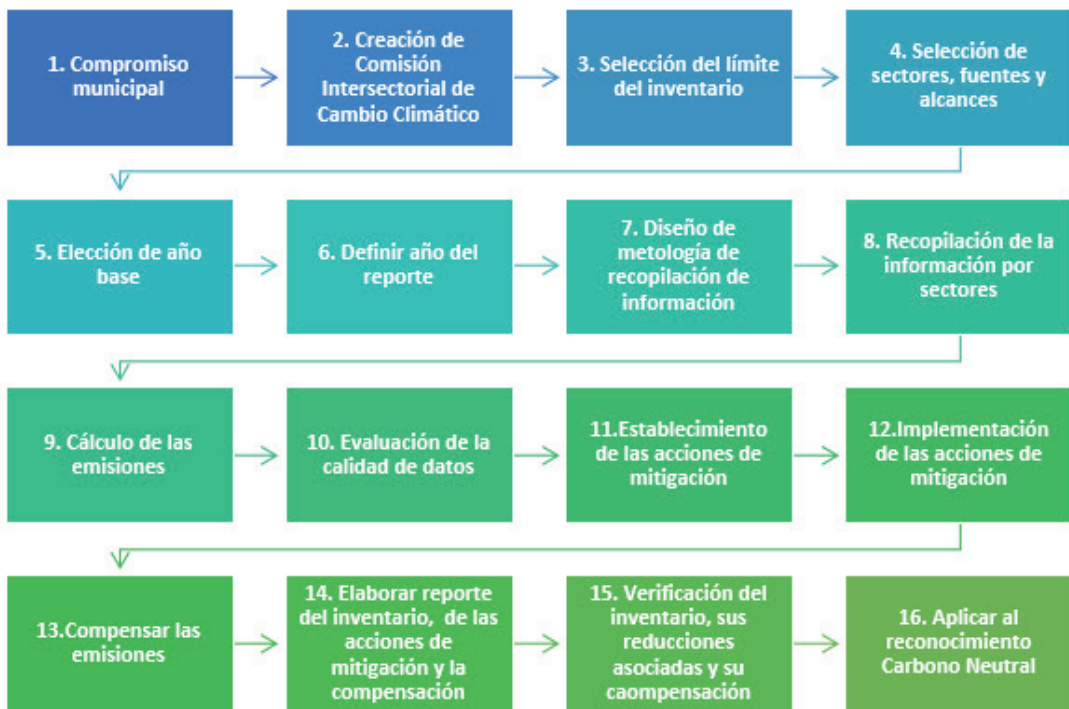 1. Compromiso
municipal
2. Creación de
Comisión
Intersectorial de
Cambio Climático
3. Selección del límite
del inventario
4. Selección de
sectores, fuentes y
alcances
5. Elección de año
base
6. Definir año del
reporte
7. Diseño de
metología de
recopilación de
información
8. Recopilación de la
información por
sectores
9. Cálculo de las
emisiones
10. Evaluación de la
calidad de datos
11.Establecimiento
de las acciones de
mitigación
12.Implementación
de las acciones de
mitigación
13.Compensar las
emisiones
14. Elaborar reporte
del inventario, de las
acciones de
mitigación y la
compensación
15. Verificación del
inventario, sus
reducciones
asociadas y su
caompensación
16. Aplicar al
reconocimiento
Carbono Neutral